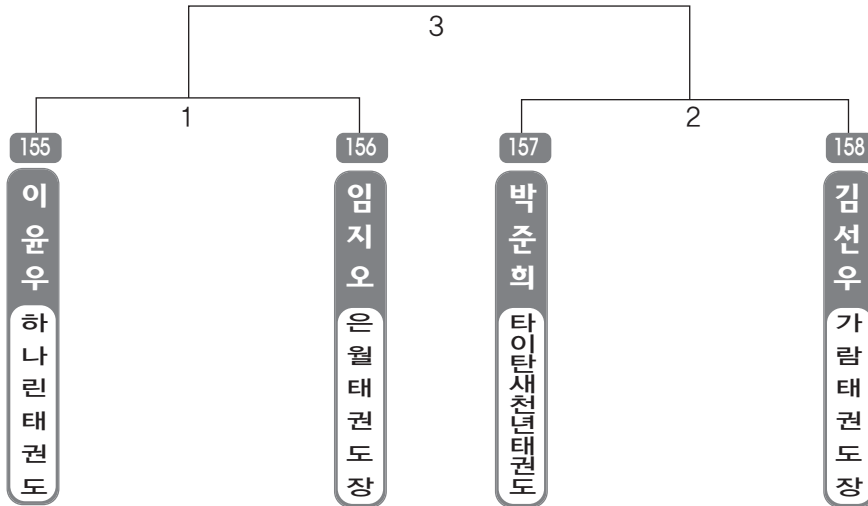 3
1
2
155
156
157
158
이윤우
하나린태권도
임지오
은월태권도장
박준희
타이탄새천년태권도
김선우
가람태권도장